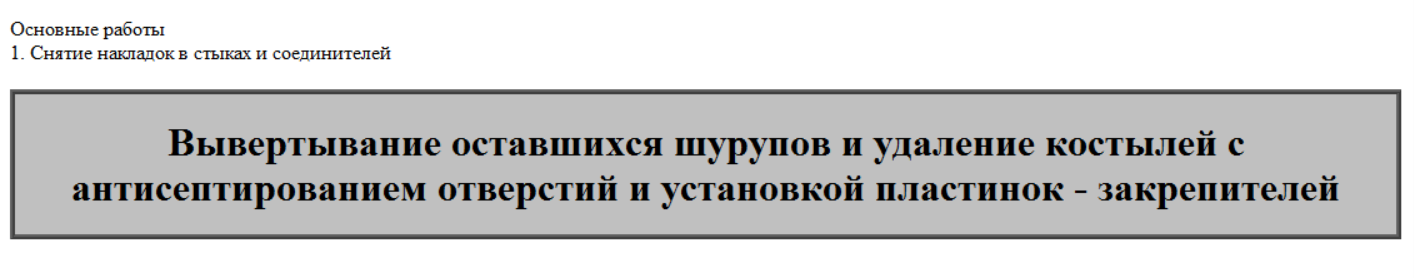 Основные работы
1. Снятие накладок в стыках и соединителей
Вывертывание оставшихся шурупов и удаление костылей с
антисептированием отверстий и установкой пластинок - закрепителей